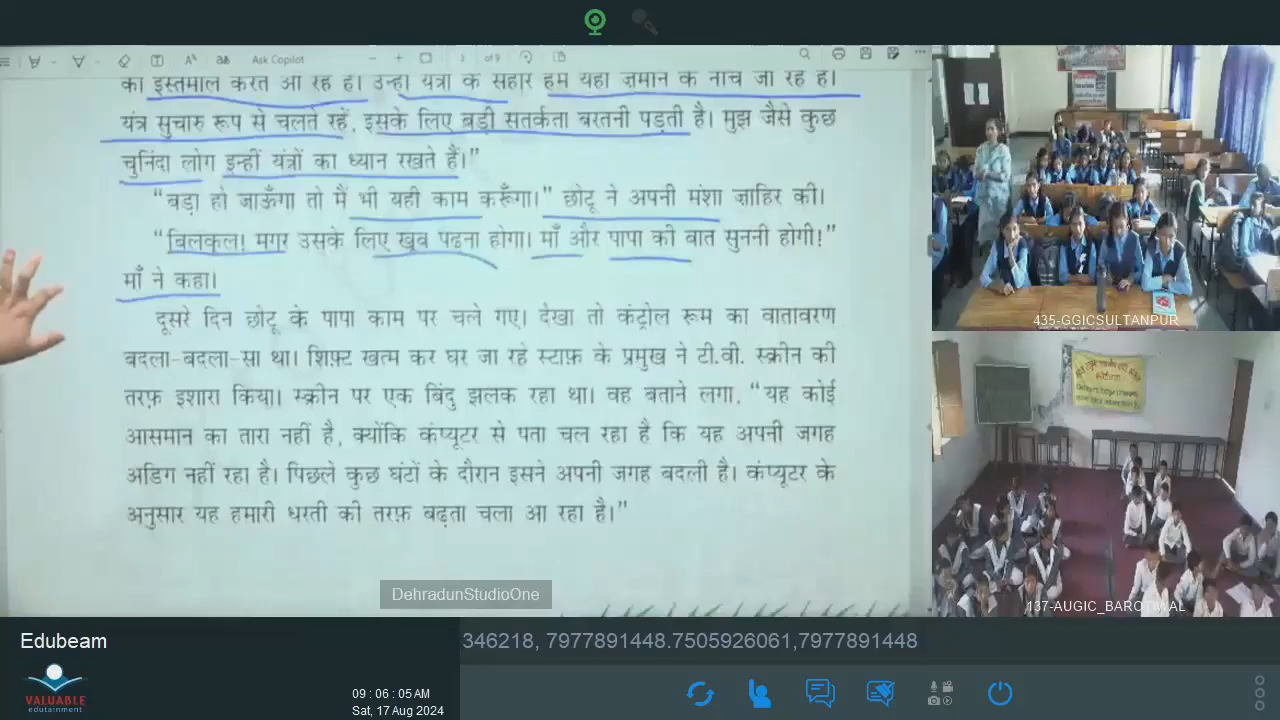 Ask Copilot
का इस्तेमाल करते आ रहे हैं। उन्हीं यंत्रों के सहारे हम यहाँ ज़मीन के नीचे जी रहे हैं।
यंत्र सुचारु रूप से चलते रहें, इसके लिए बड़ी सतर्कता बरतनी पड़ती है। मुझ जैसे कुछ
चुनिंदा लोग इन्हीं यंत्रों का ध्यान रखते हैं।”
“बड़ा हो जाऊँगा तो मैं भी यही काम करूँगा।” छोटू ने अपनी मंशा ज़ाहिर की।
“बिलकुल! मगर उसके लिए खूब पढ़ना होगा। माँ और पापा की बात सुननी होगी!”
माँ ने कहा।
दूसरे दिन छोटू के पापा काम पर चले गए। देखा तो कंट्रोल रूम का वातावरण
बदला-बदला-सा था। शिफ़्ट खत्म कर घर जा रहे स्टाफ़ के प्रमुख ने टी.वी. स्क्रीन की
तरफ़ इशारा किया। स्क्रीन पर एक बिंदु झलक रहा था। वह बताने लगा, “यह कोई
आसमान का तारा नहीं है, क्योंकि कंप्यूटर से पता चल रहा है कि यह अपनी जगह
अडिग नहीं रहा है। पिछले कुछ घंटों के दौरान इसने अपनी जगह बदली है। कंप्यूटर के
अनुसार यह हमारी धरती की तरफ़ बढ़ता चला आ रहा है।”
DehradunStudioOne
435-GGICSULTANPUR
137-AUGIC_BAROTIWAL
Edubeam
346218, 7977891448.7505926061,7977891448
VALUABLE
edutainment
09 : 06 : 05 AM
Sat, 17 Aug 2024